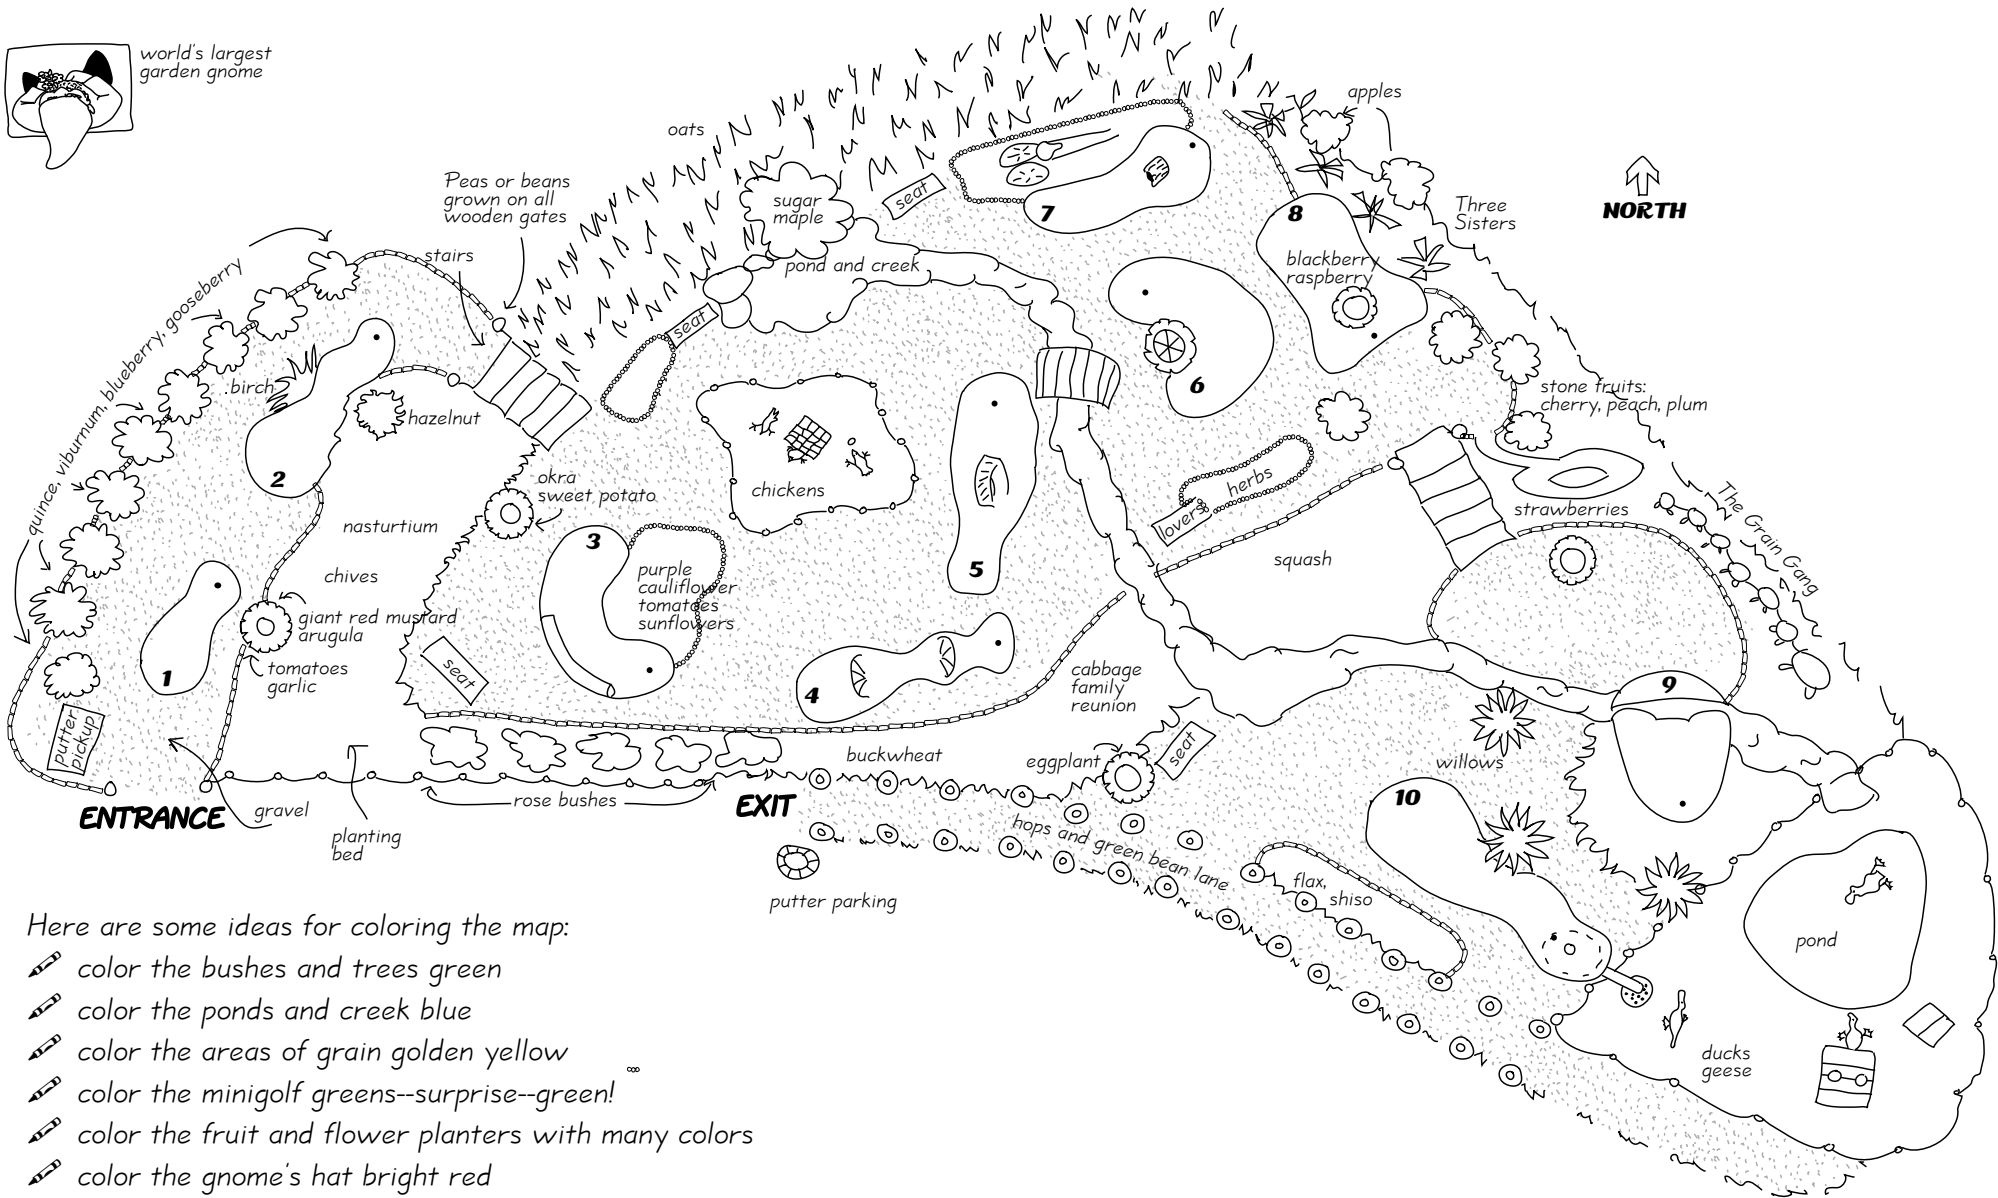 world's largest
garden gnome
apples
oats
Peas or beans
grown on all
wooden gates
seat
sugar
maple
7
8
Three
Sisters
NORTH
stairs
pond and creek
blackberry
raspberry
quince, viburnum, blueberry, gooseberry
seat
birch
hazelnut
6
stone fruits:
cherry, peach, plum
2
okra
sweet potato
chickens
herbs
lovers
strawberries
The Grain Gang
nasturtium
3
5
squash
chives
purple
cauliflower
tomatoes
sunflowers
giant red mustard
arugula
tomatoes
garlic
1
seat
4
cabbage
family
reunion
9
putter
pickup
buckwheat
eggplant
seat
willows
rose bushes
10
ENTRANCE
gravel
EXIT
planting
bed
hops and green bean lane
flax,
shiso
putter parking
pond
ducks
geese
Here are some ideas for coloring the map:
color the bushes and trees green
color the ponds and creek blue
color the areas of grain golden yellow
color the minigolf greens--surprise--green!
color the fruit and flower planters with many colors
color the gnome's hat bright red